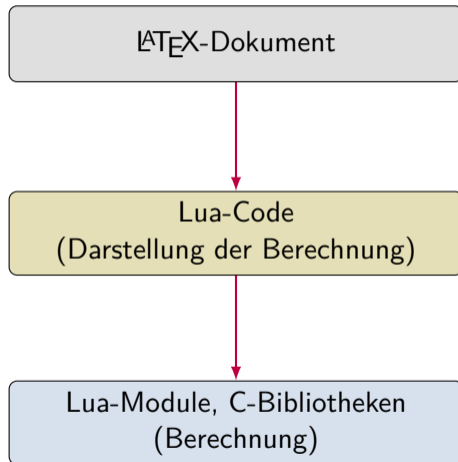 LATEX-Dokument
Lua-Code
(Darstellung der Berechnung)
Lua-Module, C-Bibliotheken
(Berechnung)